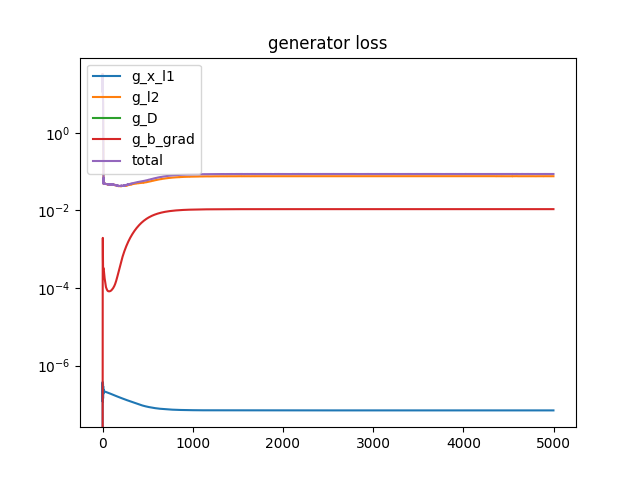 generator loss
g_x_l1
g_l2
g_D
g_b_grad
total
10⁰
10⁻²
10⁻⁴
10⁻⁶
0 1000 2000 3000 4000 5000